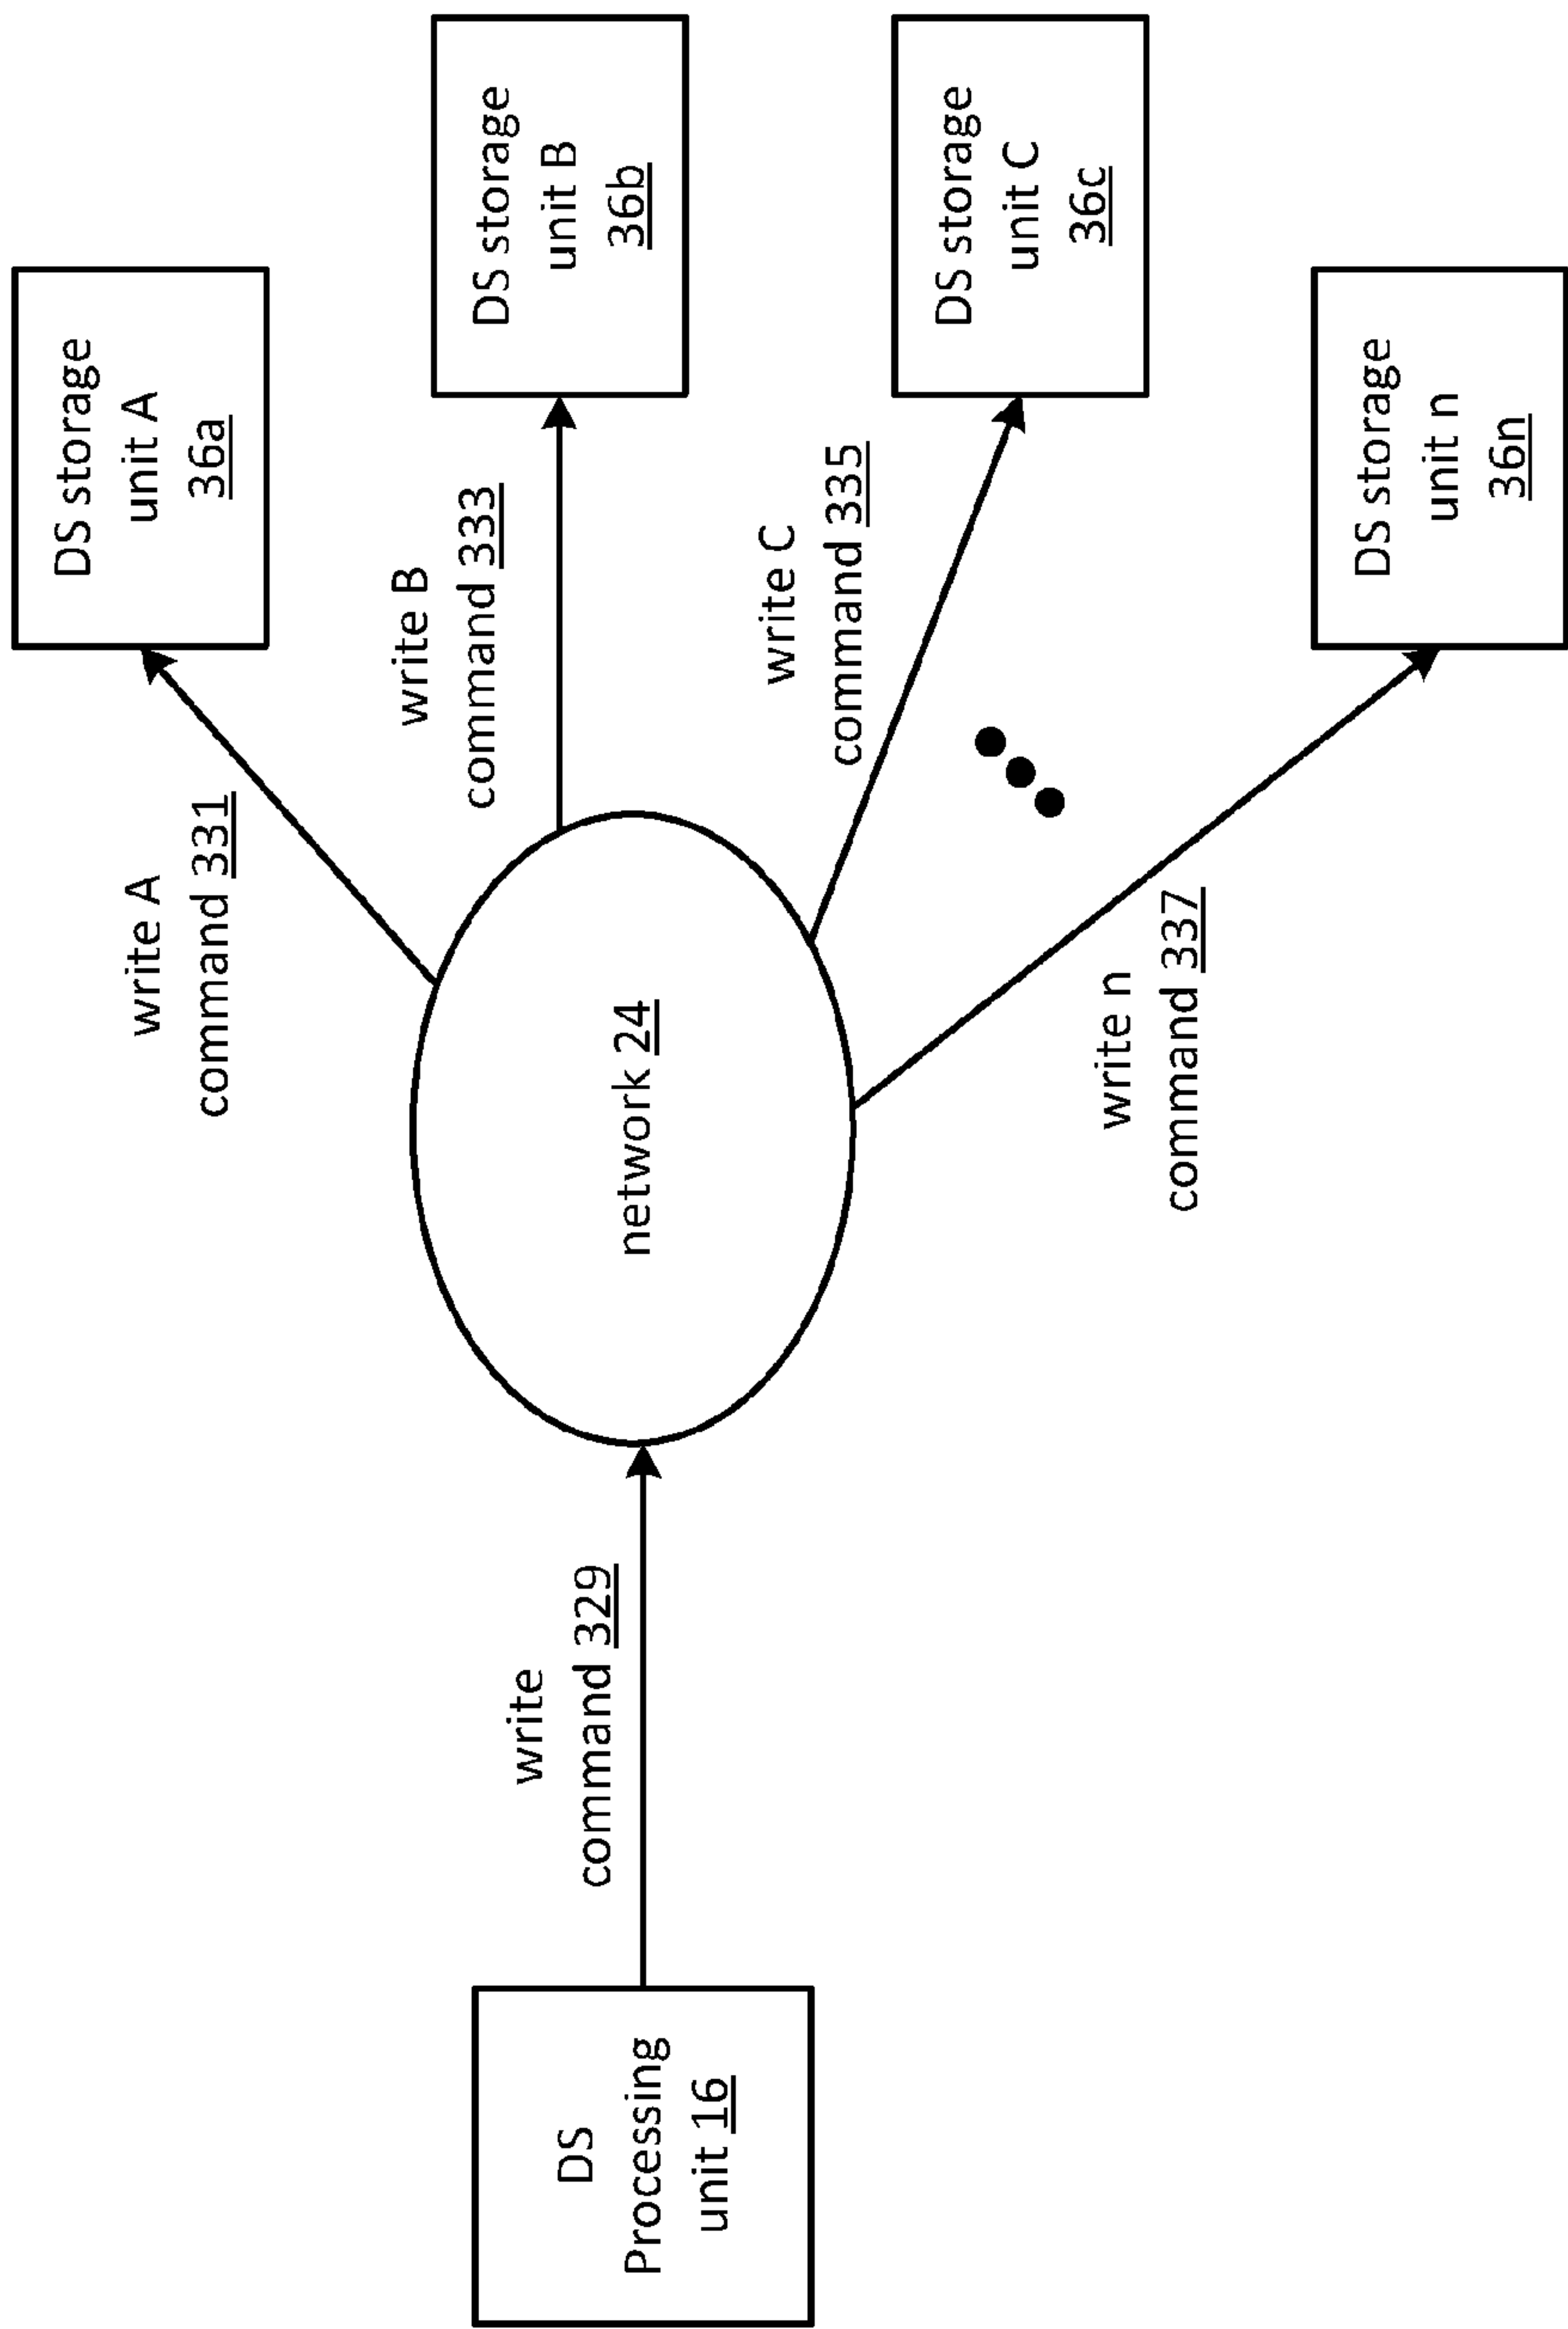 DS
Processing
unit 16
write
command 329
network 24
write A
command 331
DS storage
unit A
36a
write B
command 333
DS storage
unit B
36b
write C
command 335
DS storage
unit C
36c
write n
command 337
DS storage
unit n
36n